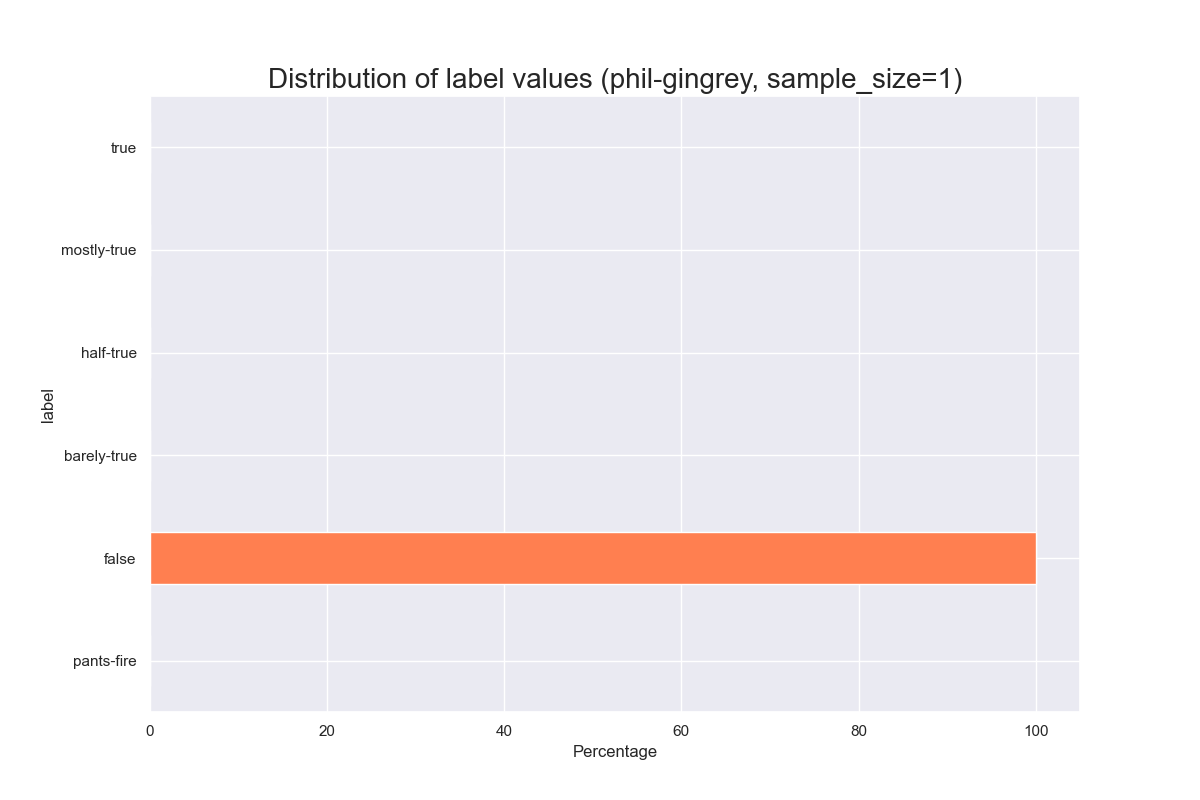 Distribution of label values (phil-gingrey, sample_size=1)
true
mostly-true
half-true
label
barely-true
false
pants-fire
0 20 40 60 80 100
Percentage